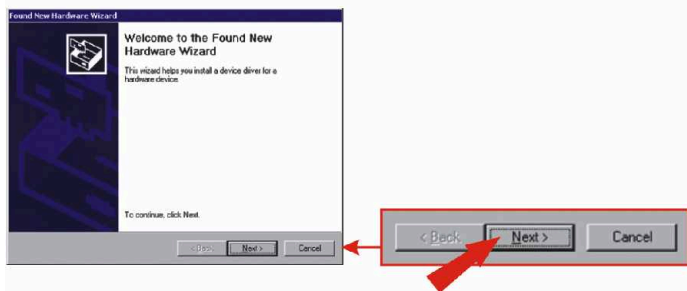 Found New Hardware Wizard
Welcome to the Found New
Hardware Wizard
This wizard helps you install a device driver for a
hardware device.
To continue, click Next.
< Back
Next >
Cancel
< Back
Next >
Cancel